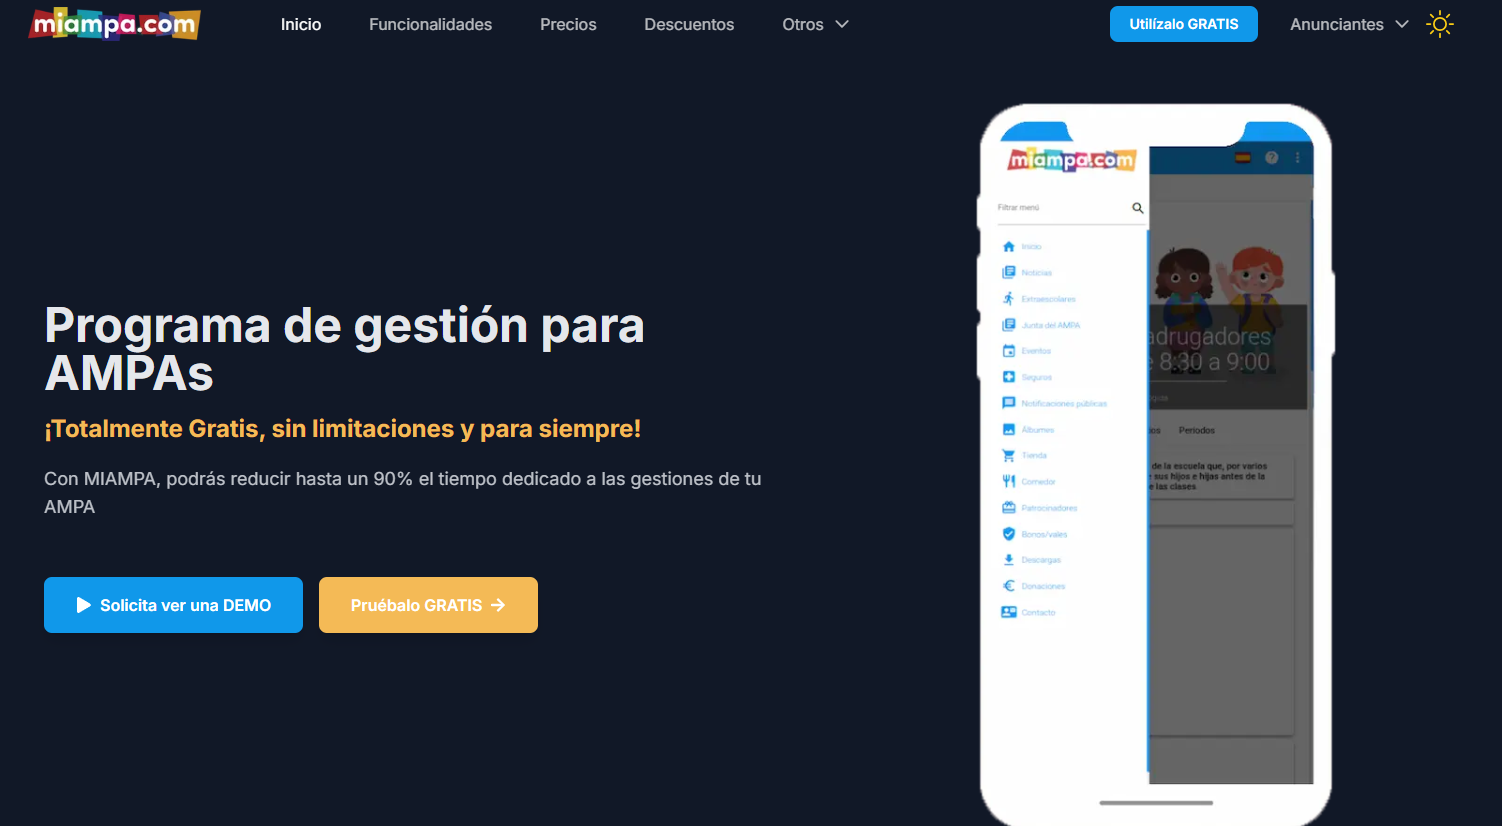 miampa.com
Inicio
Funcionalidades
Precios
Descuentos
Otros
Utilízalo GRATIS
Anunciantes
Programa de gestión para
AMPAs
¡Totalmente Gratis, sin limitaciones y para siempre!
Con MIAMPA, podrás reducir hasta un 90% el tiempo dedicado a las gestiones de tu
AMPA
Solicita ver una DEMO
Pruébalo GRATIS
miampa.com
Filtrar menú
Inicio
Noticias
Extraescolares
Junta del AMPA
Eventos
Seguros
Notificaciones públicas
Álbumes
Tienda
Comedor
Patrocinadores
Bonos/vales
Descargas
Donaciones
Contacto
adrugadores
8:30 a 9:00
ios
Periodos
de la escuela que, por varios
sus hijos e hijas antes de la
las clases